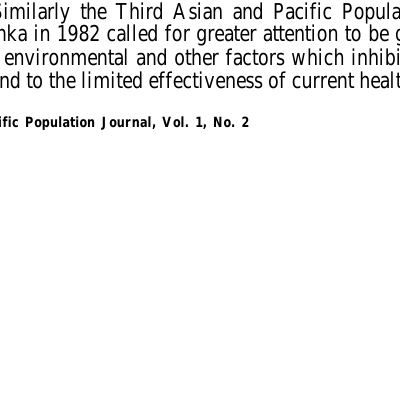 Similarly the Third Asian and Pacific Popula
nka in 1982 called for greater attention to be g
environmental and other factors which inhibi
nd to the limited effectiveness of current healt
ific Population Journal, Vol. 1, No. 2